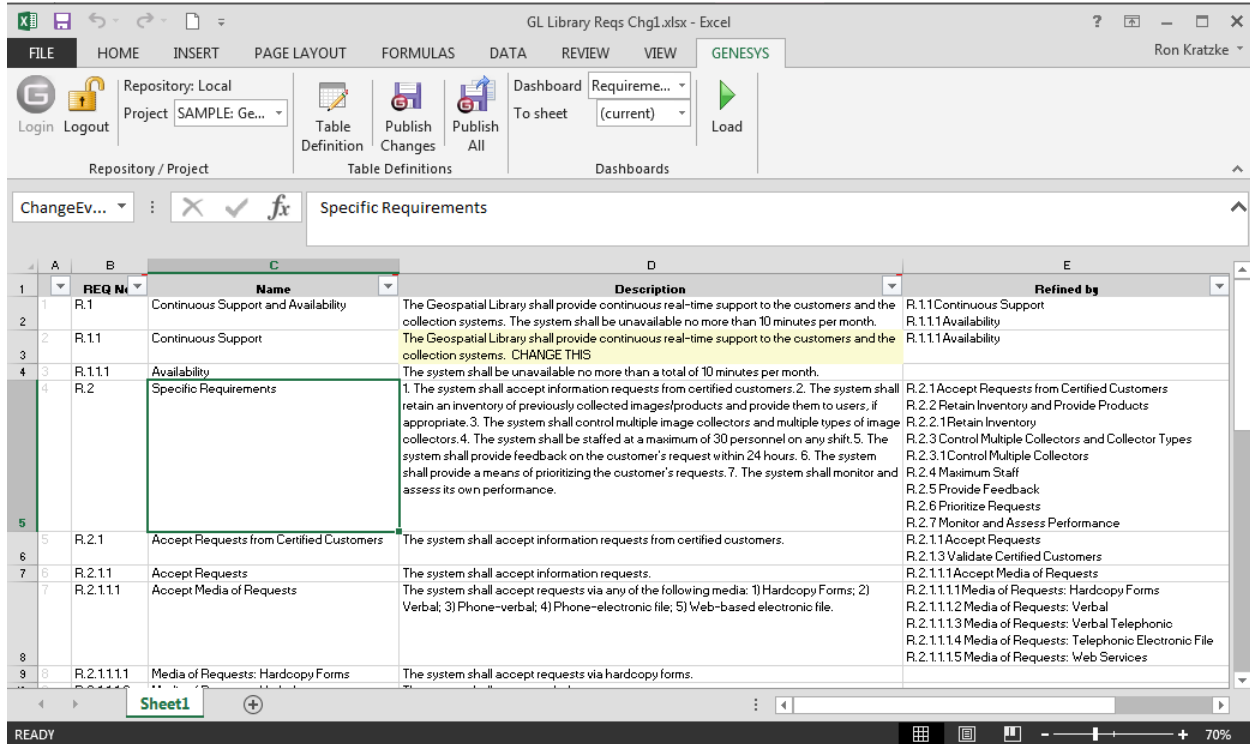 GL Library Reqs Chg1.xlsx - Excel
?
FILE HOME INSERT PAGE LAYOUT FORMULAS DATA REVIEW VIEW GENESYS Ron Kratzke
Login
Logout
Repository: Local
Project SAMPLE: Ge...
Repository / Project
Table Definition
Publish Changes
Publish All
Table Definitions
Dashboard Requireme...
To sheet (current)
Load
Dashboards
ChangeEv... fx Specific Requirements
A B C D E
1 REQ N Name Description Refined by
2 1 R.1 Continuous Support and Availability The Geospatial Library shall provide continuous real-time support to the customers and the R.1.1 Continuous Support
collection systems. The system shall be unavailable no more than 10 minutes per month. R.1.1.1 Availability
3 2 R.1.1 Continuous Support The Geospatial Library shall provide continuous real-time support to the customers and the R.1.1.1 Availability
collection systems. CHANGE THIS
4 3 R.1.1.1 Availability The system shall be unavailable no more than a total of 10 minutes per month.
5 4 R.2 Specific Requirements 1. The system shall accept information requests from certified customers.2. The system shall R.2.1 Accept Requests from Certified Customers
retain an inventory of previously collected images/products and provide them to users, if R.2.2 Retain Inventory and Provide Products
appropriate.3. The system shall control multiple image collectors and multiple types of image R.2.2.1 Retain Inventory
collectors.4. The system shall be staffed at a maximum of 30 personnel on any shift.5. The R.2.3 Control Multiple Collectors and Collector Types
system shall provide feedback on the customer's request within 24 hours. 6. The system R.2.3.1 Control Multiple Collectors
shall provide a means of prioritizing the customer's requests.7. The system shall monitor and R.2.4 Maximum Staff
assess its own performance. R.2.5 Provide Feedback
R.2.6 Prioritize Requests
R.2.7 Monitor and Assess Performance
6 5 R.2.1 Accept Requests from Certified Customers The system shall accept information requests from certified customers. R.2.1.1 Accept Requests
R.2.1.3 Validate Certified Customers
7 6 R.2.1.1 Accept Requests The system shall accept information requests. R.2.1.1.1 Accept Media of Requests
8 7 R.2.1.1.1 Accept Media of Requests The system shall accept requests via any of the following media: 1) Hardcopy Forms; 2) R.2.1.1.1.1 Media of Requests: Hardcopy Forms
Verbal; 3) Phone-verbal; 4) Phone-electronic file; 5) Web-based electronic file. R.2.1.1.1.2 Media of Requests: Verbal
R.2.1.1.1.3 Media of Requests: Verbal Telephonic
R.2.1.1.1.4 Media of Requests: Telephonic Electronic File
R.2.1.1.1.5 Media of Requests: Web Services
9 8 R.2.1.1.1.1 Media of Requests: Hardcopy Forms The system shall accept requests via hardcopy forms.
Sheet1
READY 70%